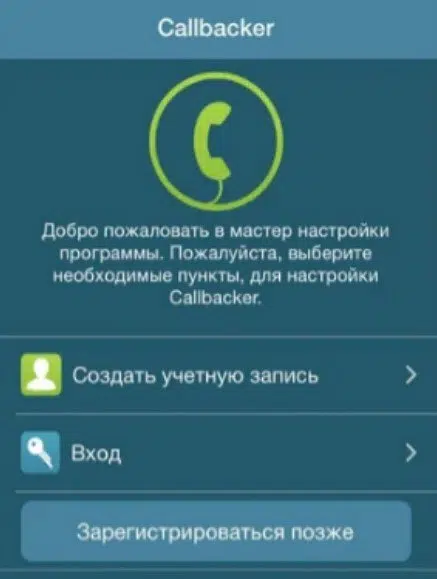 Callbacker
Добро пожаловать в мастер настройки
программы. Пожалуйста, выберите
необходимые пункты, для настройки
Callbacker.
Создать учетную запись
Вход
Зарегистрироваться позже